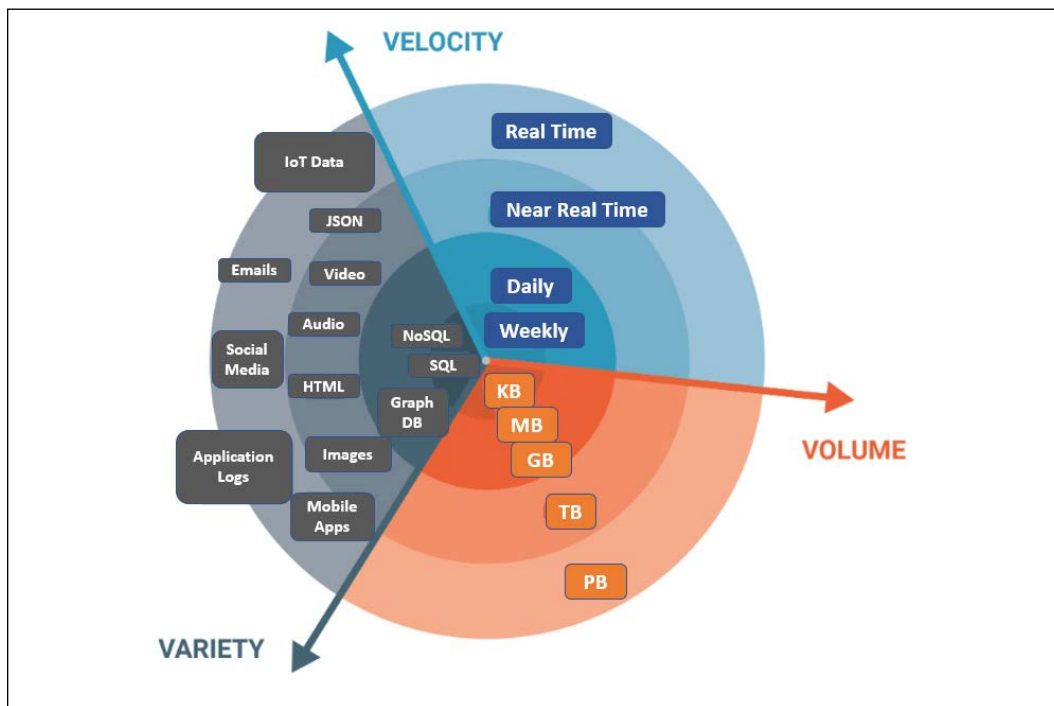 VELOCITY
Real Time
IoT Data
Near Real Time
JSON
Emails
Video
Daily
Audio
NoSQL
Weekly
Social
Media
SQL
HTML
KB
Graph
DB
MB
VOLUME
Application
Logs
Images
GB
Mobile
Apps
TB
PB
VARIETY